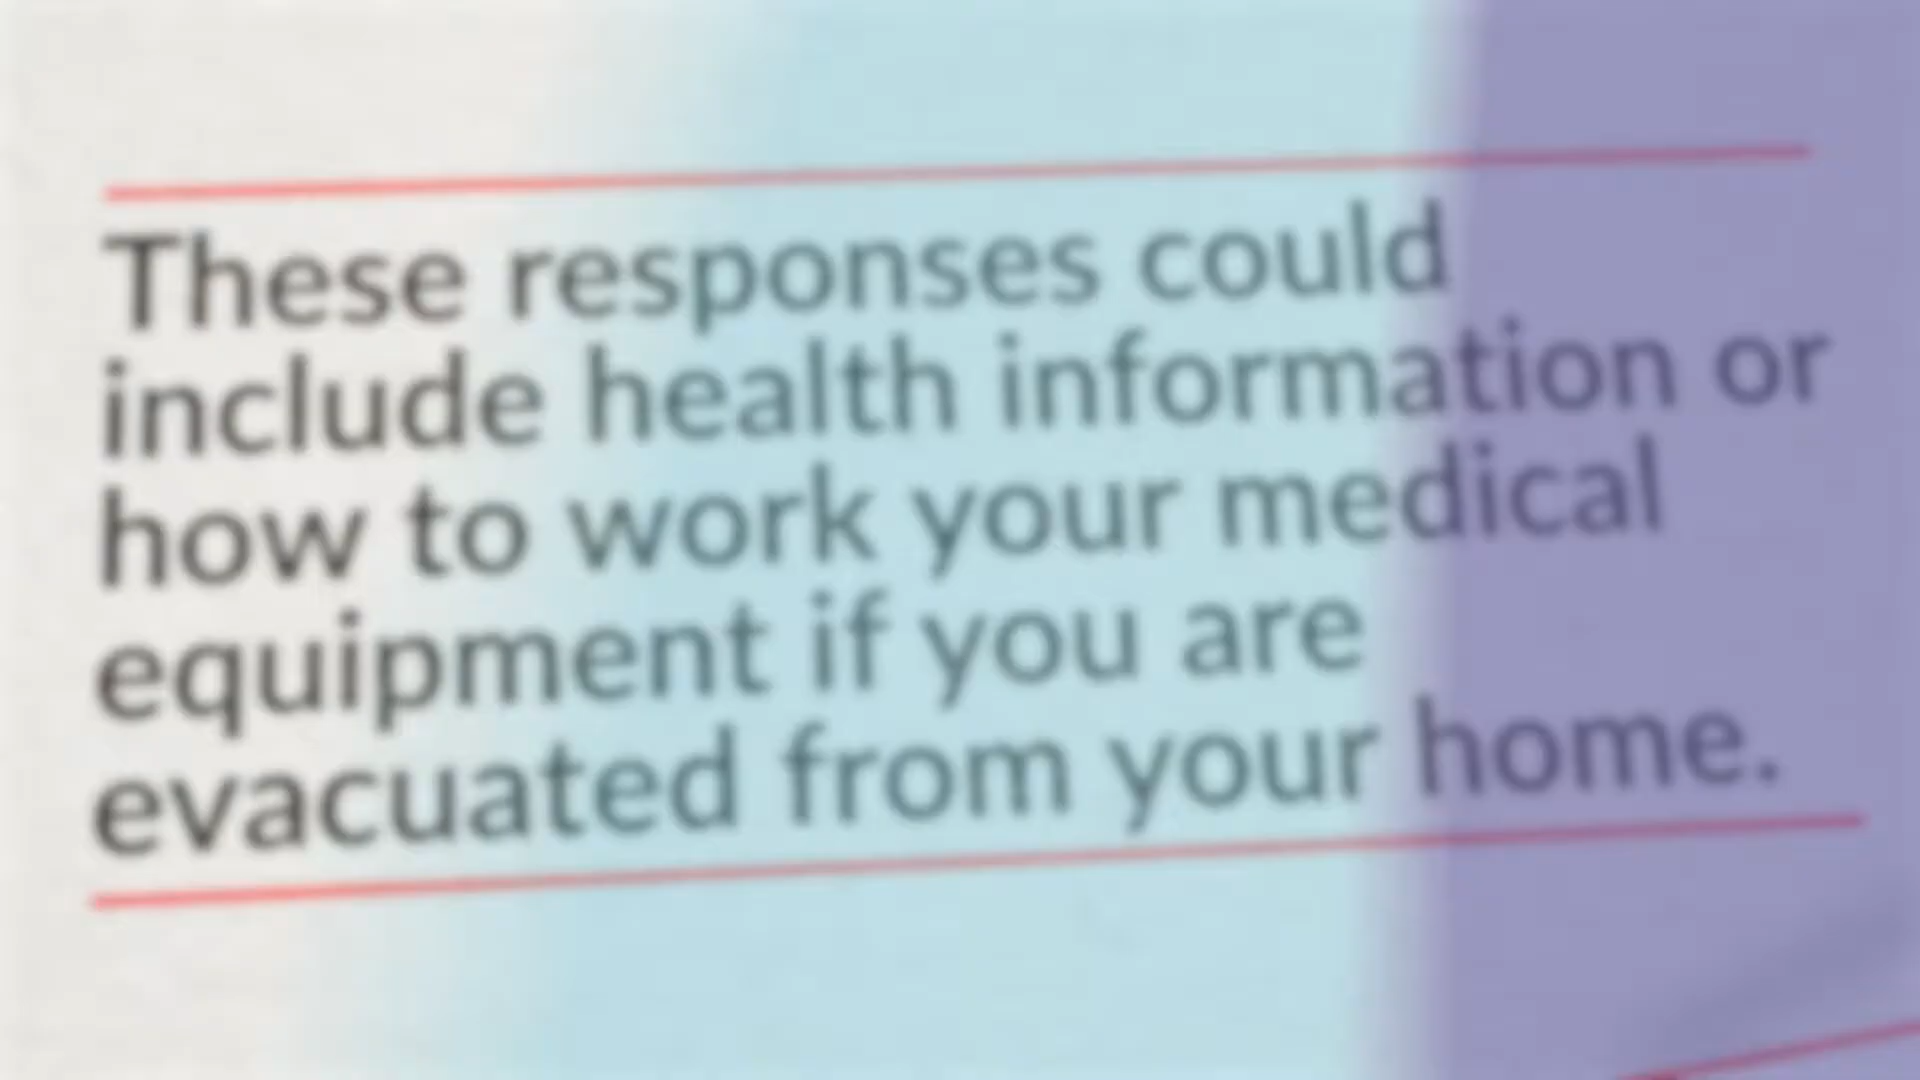 These responses could
include health information or
how to work your medical
equipment if you are
evacuated from your home.